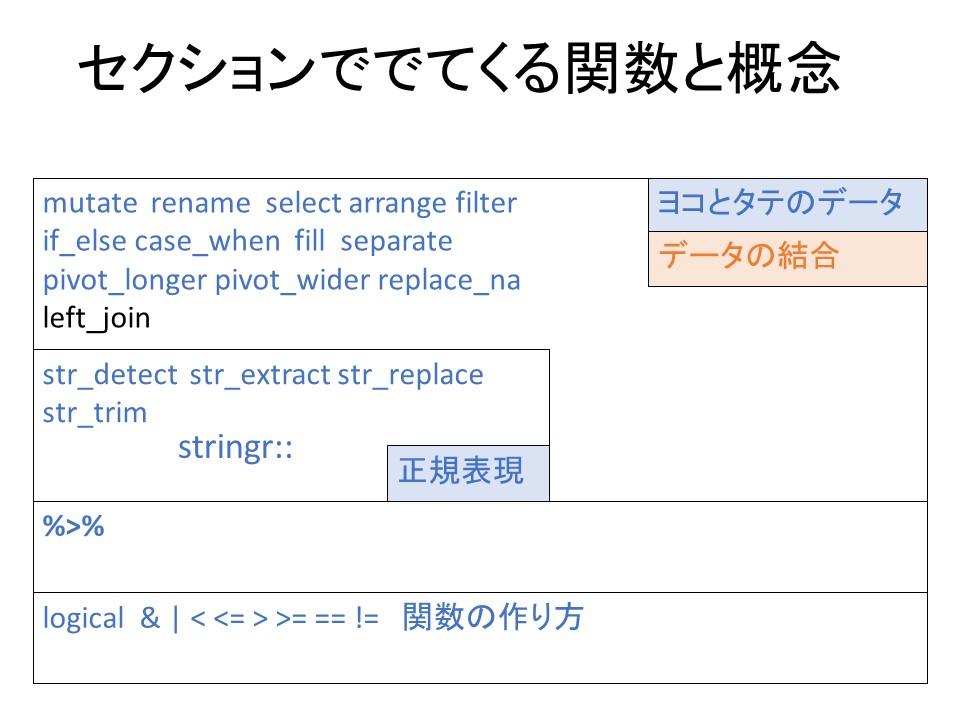 セクションででてくる関数と概念
mutate rename select arrange filter
if_else case_when fill separate
pivot_longer pivot_wider replace_na
left_join
ヨコとタテのデータ
データの結合
str_detect str_extract str_replace
str_trim
stringr::
正規表現
%>%
logical & | < <= > >= == != 関数の作り方